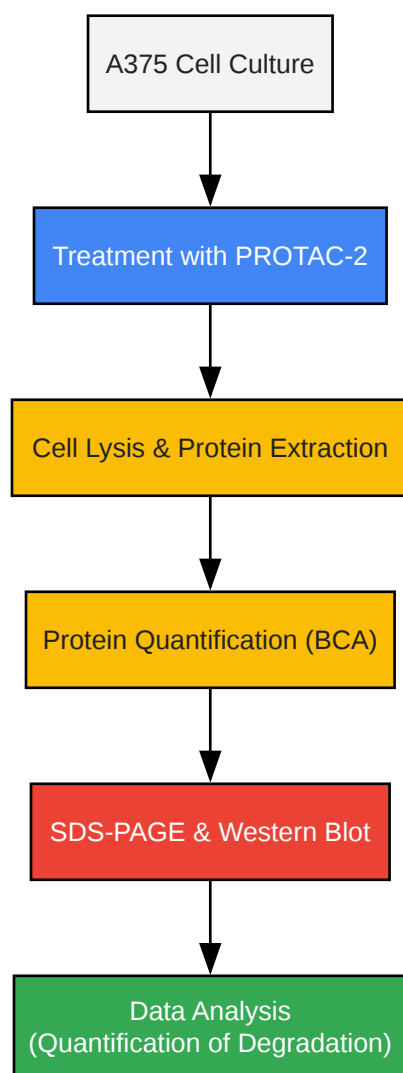 A375 Cell Culture
Treatment with PROTAC-2
Cell Lysis & Protein Extraction
Protein Quantification (BCA)
SDS-PAGE & Western Blot
Data Analysis
(Quantification of Degradation)